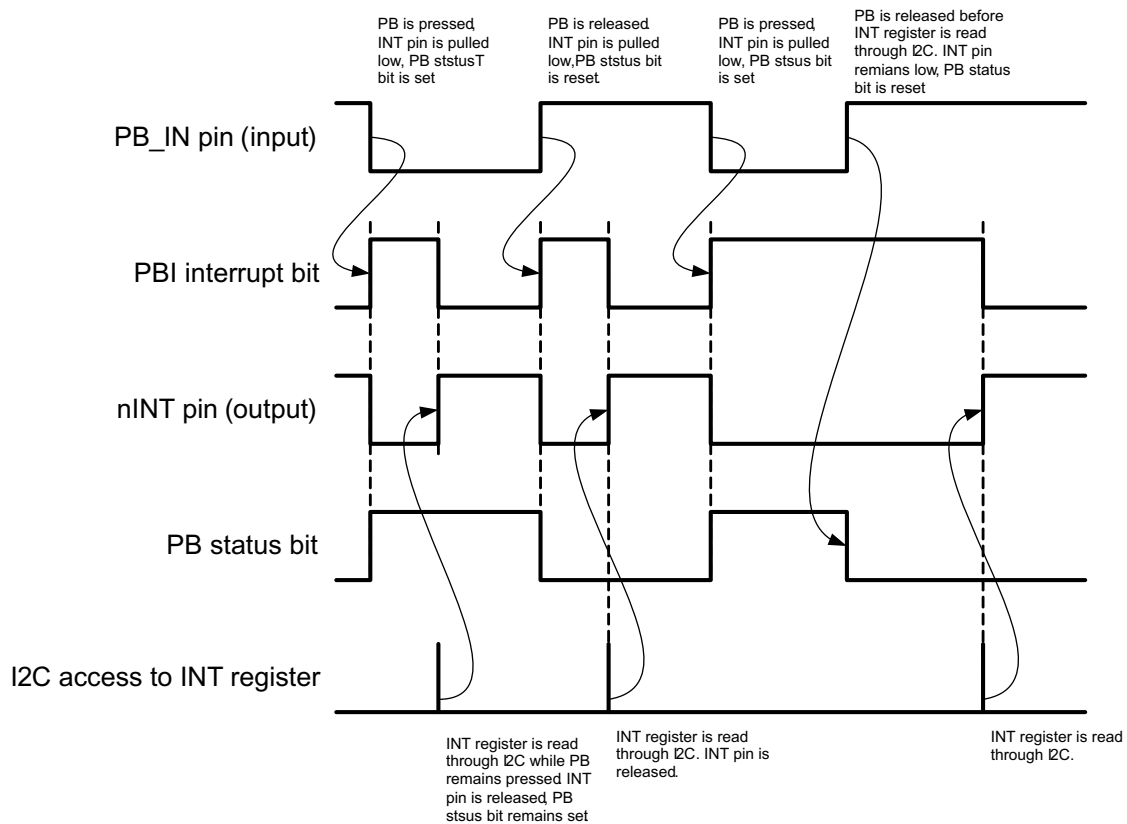 PB is pressed,
INT pin is pulled
low, PB ststusT
bit is set
PB is released.
INT pin is pulled
low,PB ststus bit
is reset.
PB is pressed,
INT pin is pulled
low, PB stsus bit
is set
PB is released before
INT register is read
through I2C. INT pin
remians low, PB status
bit is reset
PB_IN pin (input)
PBI interrupt bit
nINT pin (output)
PB status bit
I2C access to INT register
INT register is read
through I2C while PB
remains pressed. INT
pin is released, PB
stsus bit remains set
INT register is read
through I2C. INT pin is
released.
INT register is read
through I2C.